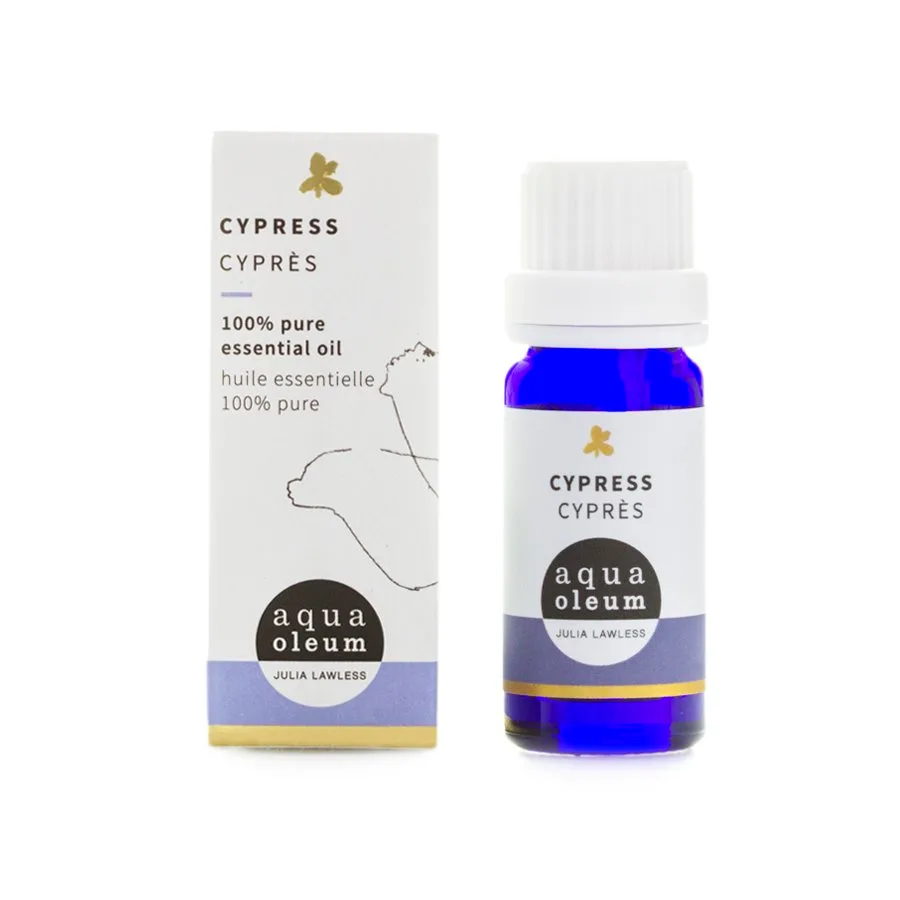 CYPRESS
CYPRÈS
100% pure
essential oil
huile essentielle
100% pure
aqua
oleum
JULIA LAWLESS
CYPRESS
CYPRÈS
aqua
oleum
JULIA LAWLESS